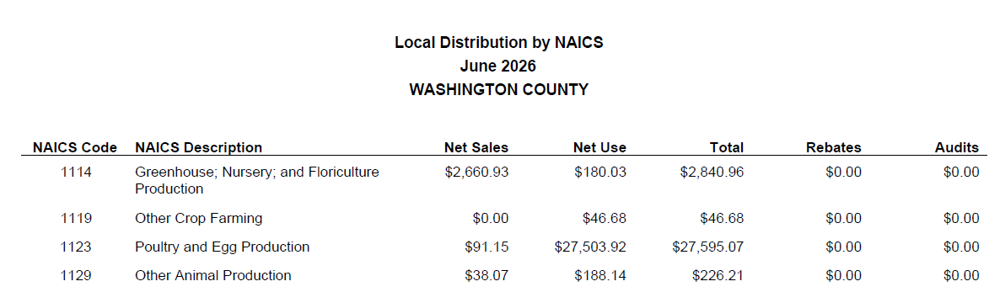 Local Distribution by NAICS
June 2026
WASHINGTON COUNTY
NAICS Code NAICS Description Net Sales Net Use Total Rebates Audits
1114 Greenhouse; Nursery; and Floriculture $2,660.93 $180.03 $2,840.96 $0.00 $0.00
Production
1119 Other Crop Farming $0.00 $46.68 $46.68 $0.00 $0.00
1123 Poultry and Egg Production $91.15 $27,503.92 $27,595.07 $0.00 $0.00
1129 Other Animal Production $38.07 $188.14 $226.21 $0.00 $0.00